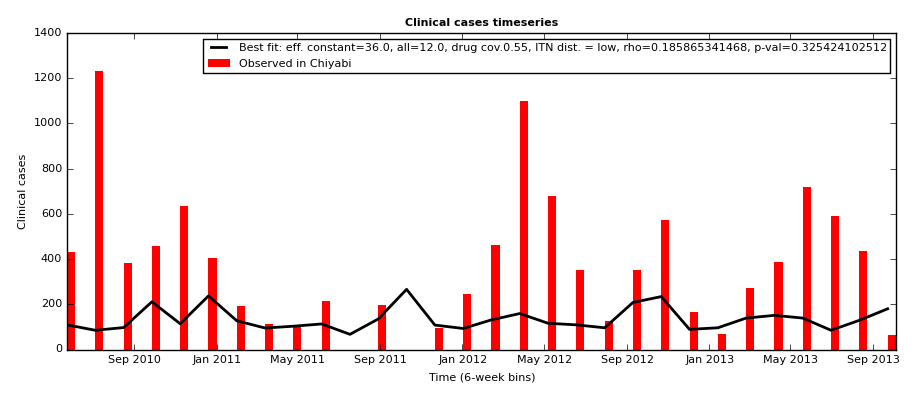 Clinical cases timeseries
1400
1200
1000
800
600
400
200
0
Clinical cases
Best fit: eff. constant=36.0, all=12.0, drug cov.0.55, ITN dist. = low, rho=0.185865341468, p-val=0.325424102512
Observed in Chiyabi
Sep 2010 Jan 2011 May 2011 Sep 2011 Jan 2012 May 2012 Sep 2012 Jan 2013 May 2013 Sep 2013
Time (6-week bins)